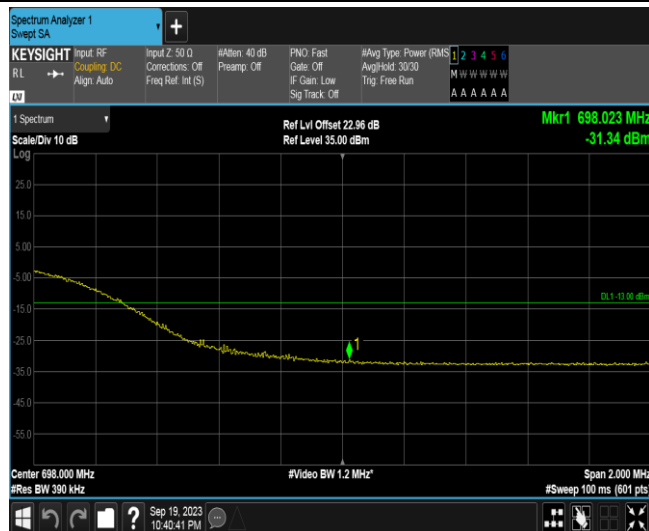 Spectrum Analyzer 1
Swept SA
+
KEYSIGHT
RL
LXI
Input: RF
Coupling: DC
Align: Auto
Input Z: 50 Ω
Corrections: Off
Freq Ref: Int (S)
#Atten: 40 dB
Preamp: Off
PNO: Fast
Gate: Off
IF Gain: Low
Sig Track: Off
#Avg Type: Power (RMS
Avg|Hold: 30/30
Trig: Free Run
1 2 3 4 5 6
M W W W W W
A A A A A A
1 Spectrum
Scale/Div 10 dB
Log
Ref Lvl Offset 22.96 dB
Ref Level 35.00 dBm
Mkr1 698.023 MHz
-31.34 dBm
25.0
15.0
5.00
-5.00
DL1 -13.00 dBm
-15.0
-25.0
1
-35.0
-45.0
-55.0
Center 698.000 MHz
#Res BW 390 kHz
#Video BW 1.2 MHz*
Span 2.000 MHz
#Sweep 100 ms (601 pts)
?
Sep 19, 2023
10:40:41 PM